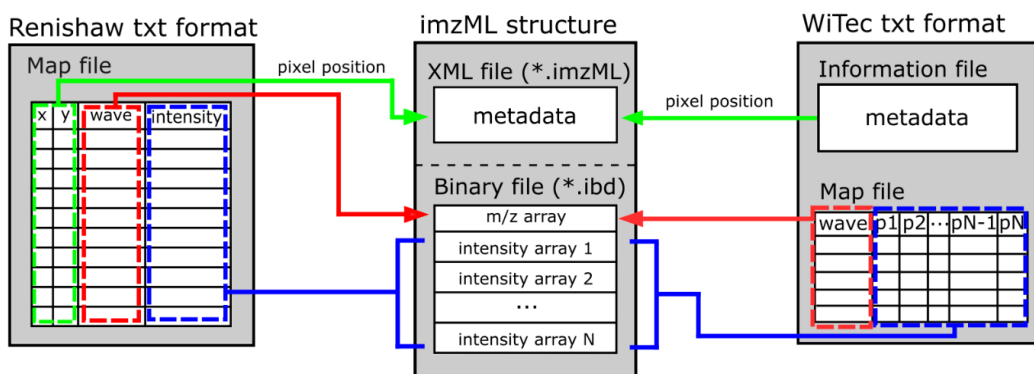 Renishaw txt format
Map file
x y wave intensity
pixel position
imzML structure
XML file (*.imzML)
metadata
Binary file (*.ibd)
m/z array
intensity array 1
intensity array 2
...
intensity array N
WiTec txt format
Information file
pixel position
metadata
Map file
wave p1 p2 ... pN-1 pN